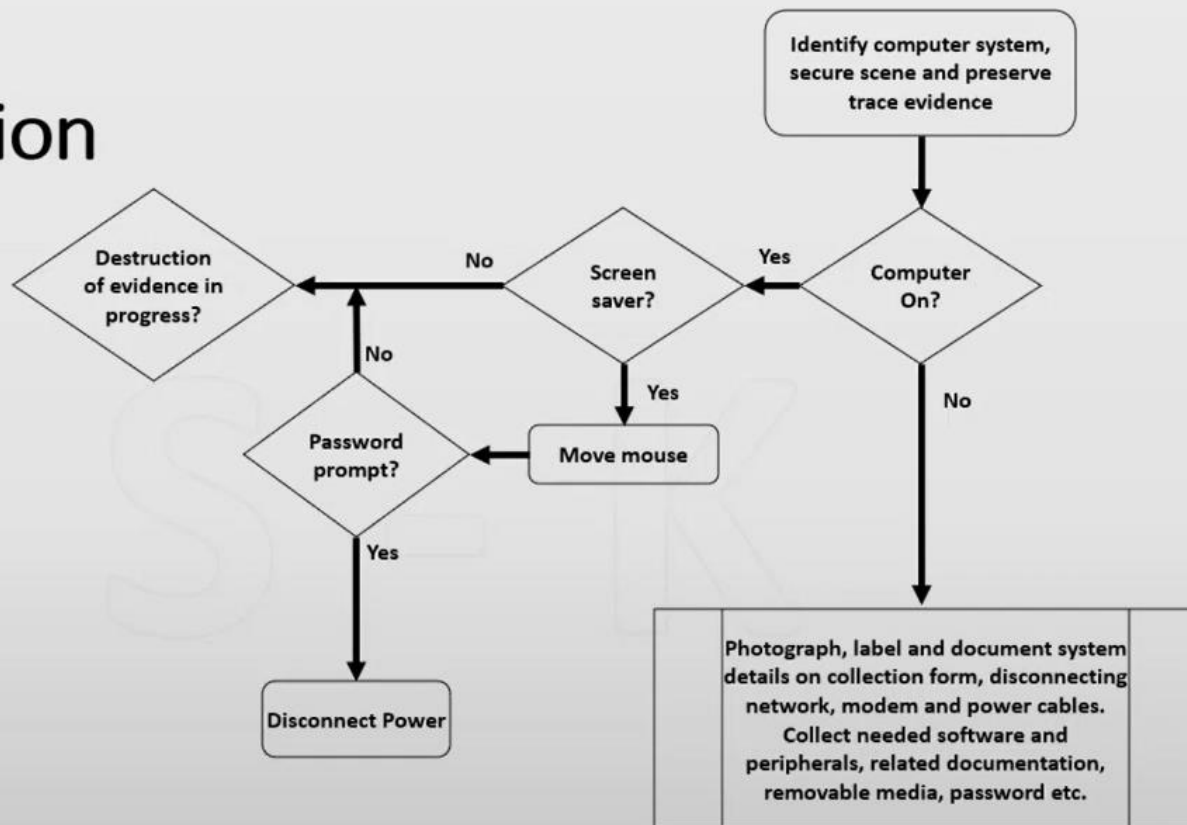 ion
Identify computer system,
secure scene and preserve
trace evidence
Computer
On?
Yes
No
Screen
saver?
No
Yes
Destruction
of evidence in
progress?
Move mouse
Password
prompt?
No
Yes
Disconnect Power
Photograph, label and document system
details on collection form, disconnecting
network, modem and power cables.
Collect needed software and
peripherals, related documentation,
removable media, password etc.
S - K